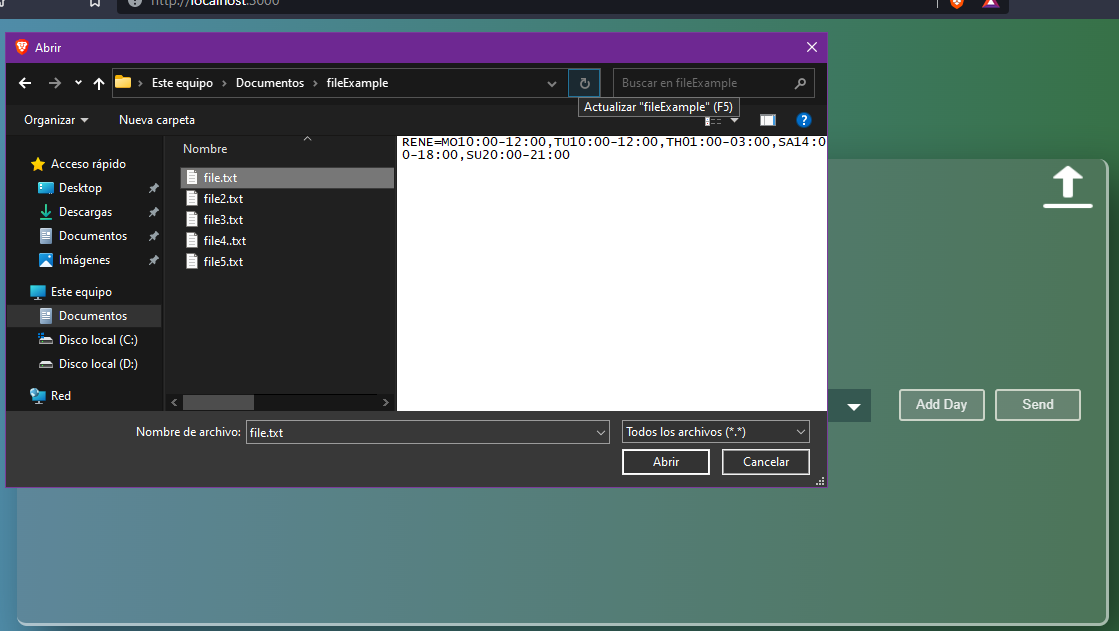 http://localhost:3000
Abrir
Este equipo
Documentos
fileExample
Buscar en fileExample
Actualizar "fileExample" (F5)
Organizar
Nueva carpeta
?
Acceso rápido
Desktop
Descargas
Documentos
Imágenes
Este equipo
Documentos
Disco local (C:)
Disco local (D:)
Red
Nombre
file.txt
file2.txt
file3.txt
file4..txt
file5.txt
RENE=MO10:00-12:00,TU10:00-12:00,TH01:00-03:00,SA14:0
0-18:00,SU20:00-21:00
Add Day
Send
Nombre de archivo:
file.txt
Todos los archivos (*.*)
Abrir
Cancelar